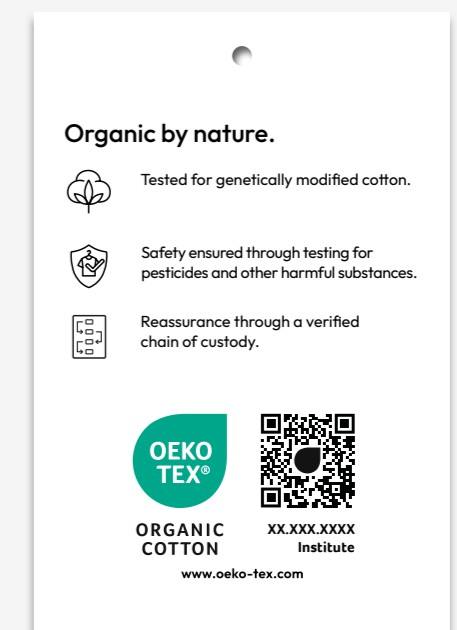 Organic by nature.
Tested for genetically modified cotton.
Safety ensured through testing for
pesticides and other harmful substances.
Reassurance through a verified
chain of custody.
OEKO
TEX®
ORGANIC
COTTON
XX.XXX.XXXX
Institute
www.oeko-tex.com